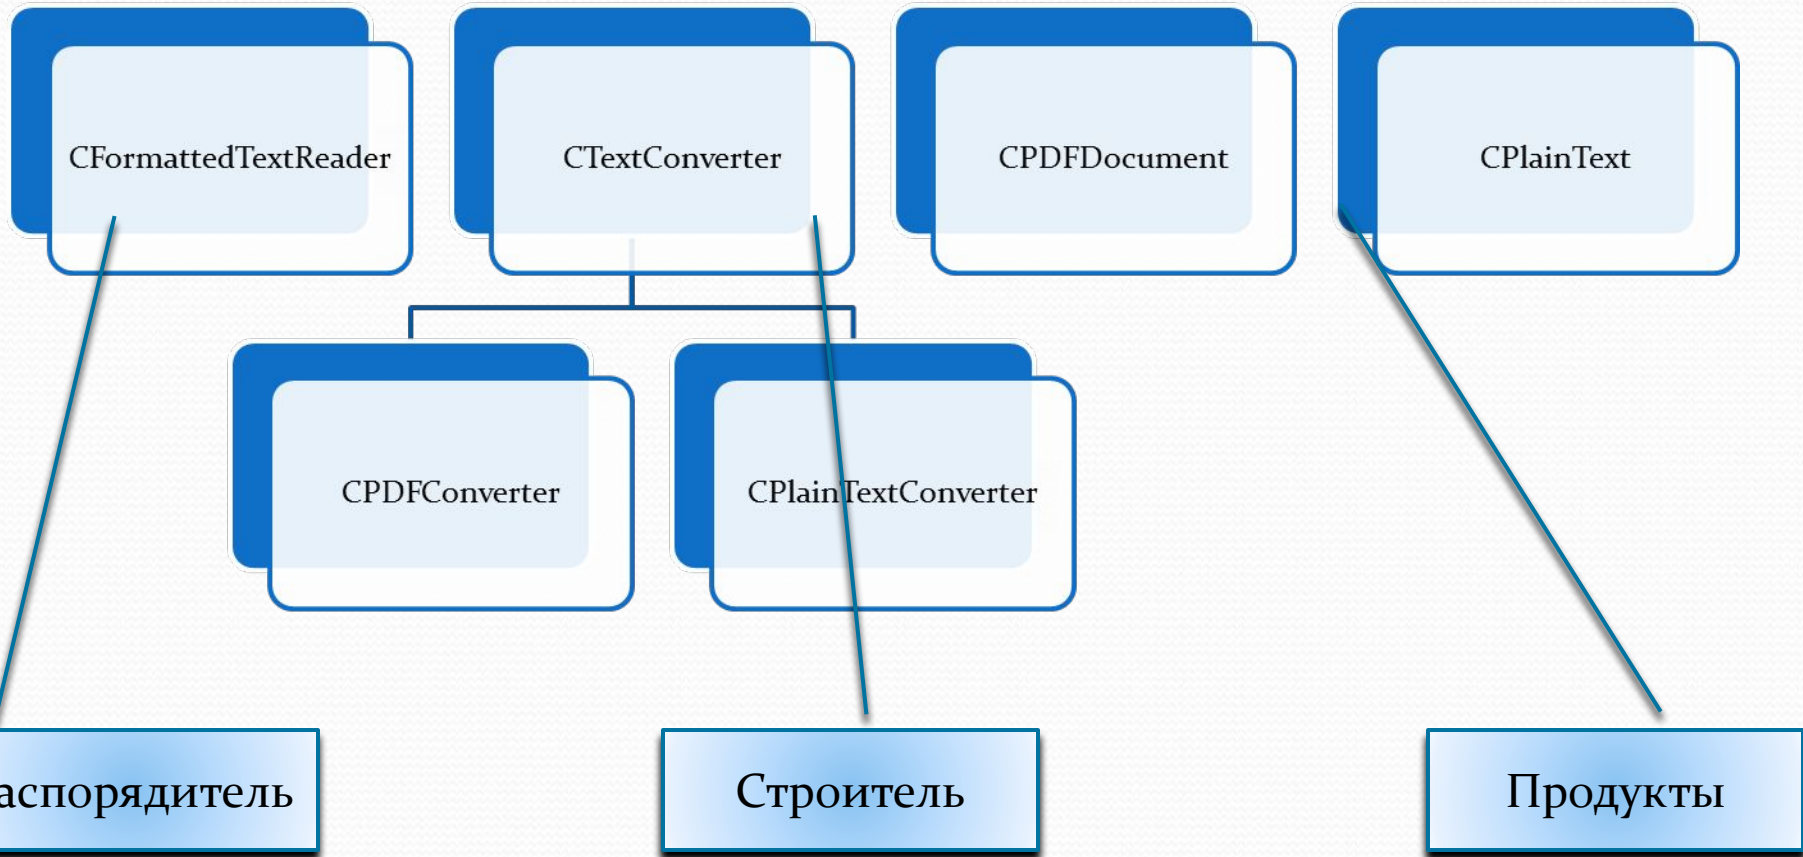 CFormattedTextReader
CTextConverter
CPDFDocument
CPlainText
CPDFConverter
CPlainTextConverter
аспорядитель
Строитель
Продукты